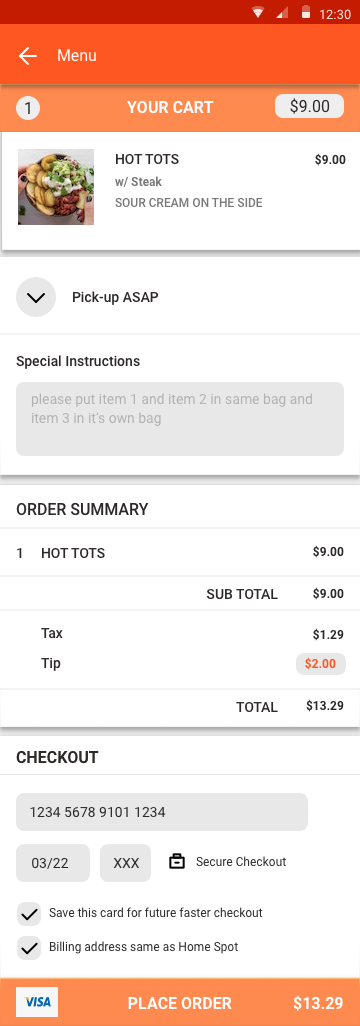 12:30
Menu
1 YOUR CART $9.00
HOT TOTS $9.00
w/ Steak
SOUR CREAM ON THE SIDE
Pick-up ASAP
Special Instructions
please put item 1 and item 2 in same bag and
item 3 in it's own bag
ORDER SUMMARY
1 HOT TOTS $9.00
SUB TOTAL $9.00
Tax $1.29
Tip $2.00
TOTAL $13.29
CHECKOUT
1234 5678 9101 1234
03/22 XXX Secure Checkout
Save this card for future faster checkout
Billing address same as Home Spot
VISA PLACE ORDER $13.29